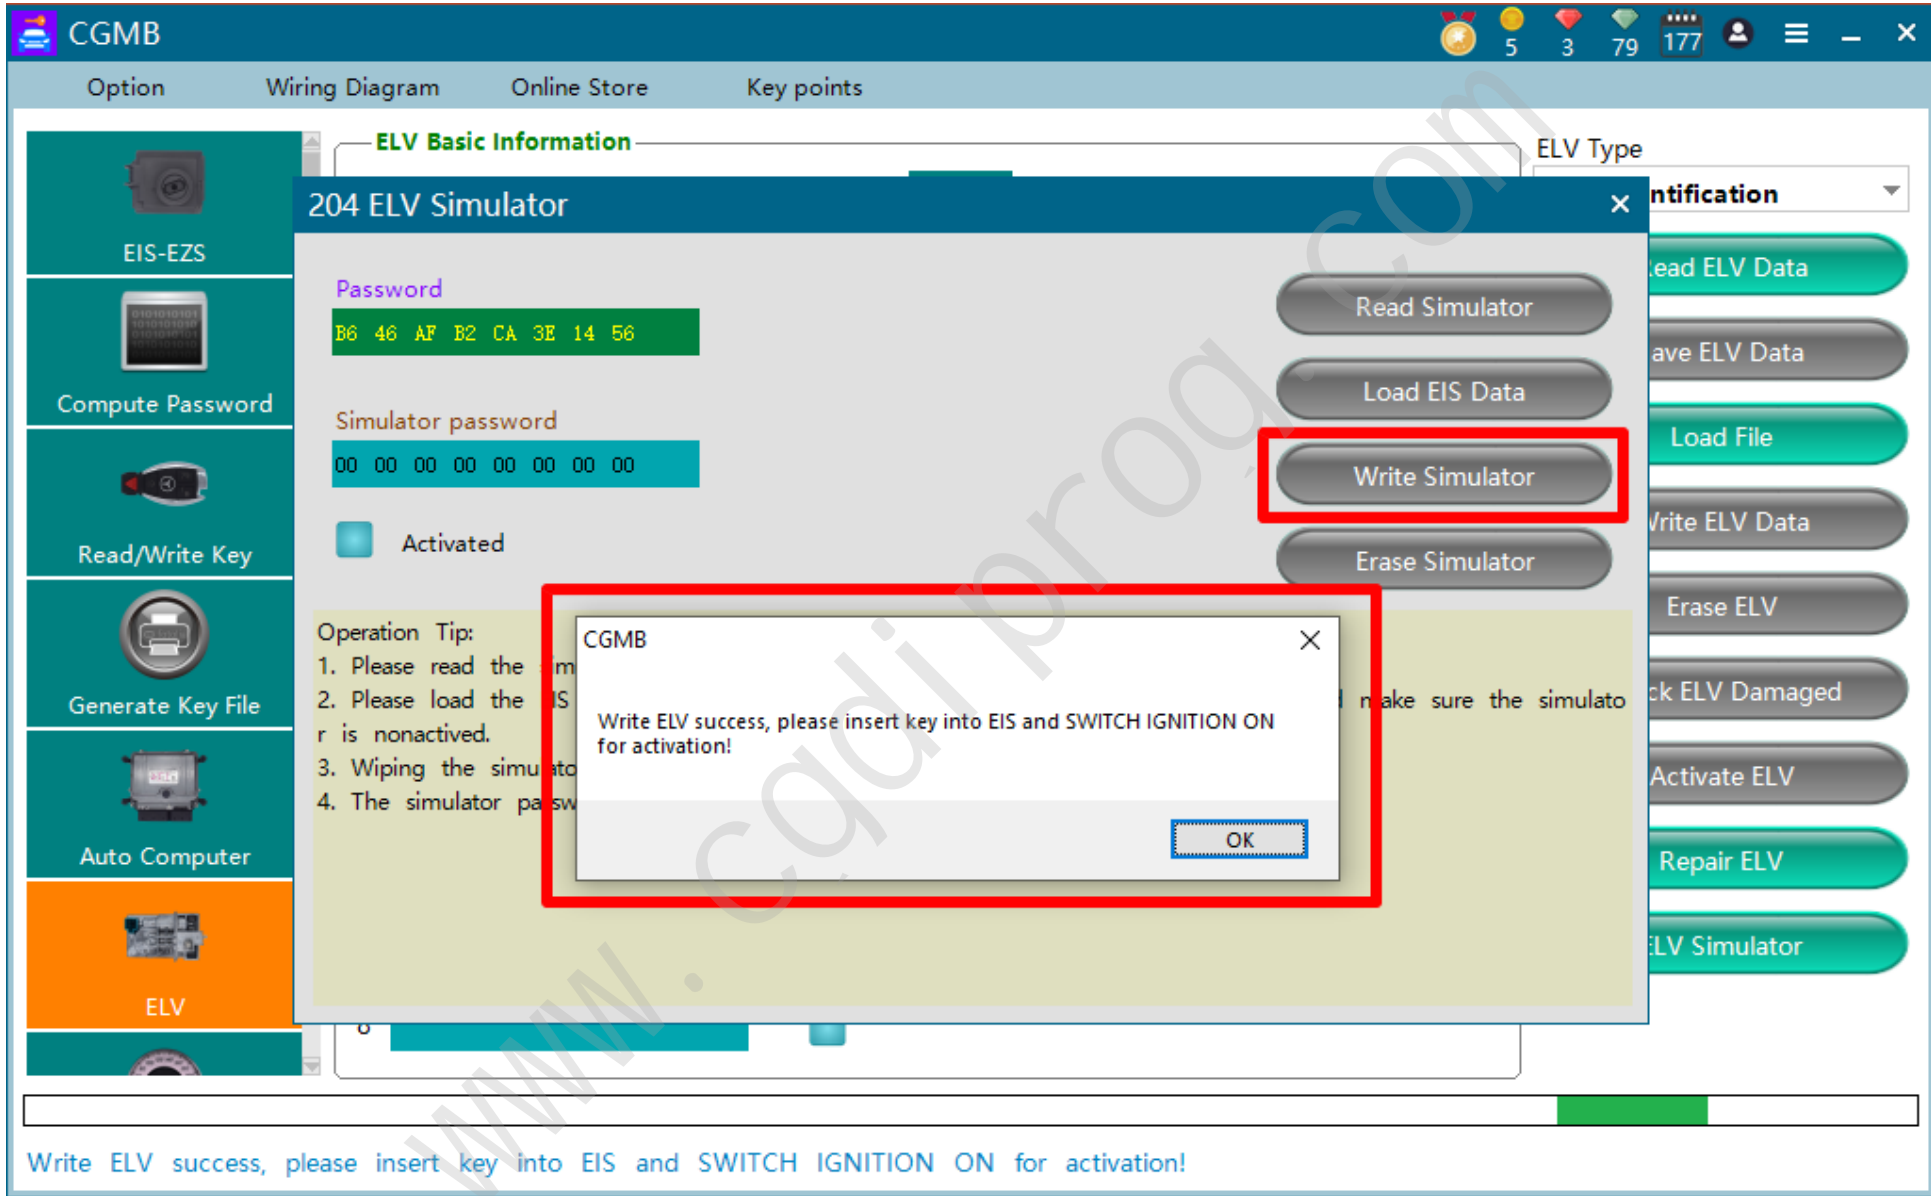 CGMB
5
3
79
177
Option
Wiring Diagram
Online Store
Key points
ELV Basic Information
ELV Type
ntification
204 ELV Simulator
EIS-EZS
Compute Password
Read/Write Key
Generate Key File
Auto Computer
ELV
Password
B6 46 AF B2 CA 3E 14 56
Simulator password
00 00 00 00 00 00 00 00
Activated
Read Simulator
Load EIS Data
Write Simulator
Erase Simulator
ead ELV Data
ave ELV Data
Load File
rite ELV Data
Erase ELV
ck ELV Damaged
Activate ELV
Repair ELV
ELV Simulator
Operation Tip:
1. Please read the
2. Please load the make sure the simulato
r is nonactived.
3. Wiping the
4. The simulator
CGMB
Write ELV success, please insert key into EIS and SWITCH IGNITION ON
for activation!
OK
Write ELV success, please insert key into EIS and SWITCH IGNITION ON for activation!
www.cgdiprog.com